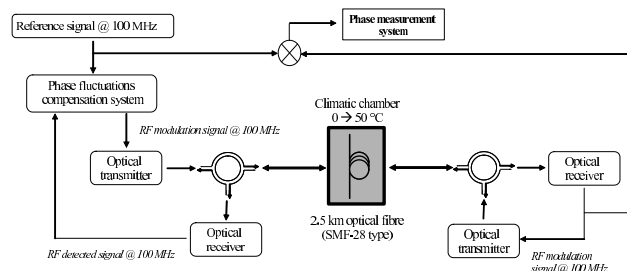 Reference signal @ 100 MHz
Phase measurement
system
Phase fluctuations
compensation system
Climatic chamber
0 → 50 °C
RF modulation signal @ 100 MHz
Optical
transmitter
Optical
receiver
2.5 km optical fibre
(SMF-28 type)
Optical
receiver
Optical
transmitter
RF detected signal @ 100 MHz
RF modulation
signal @ 100 MHz